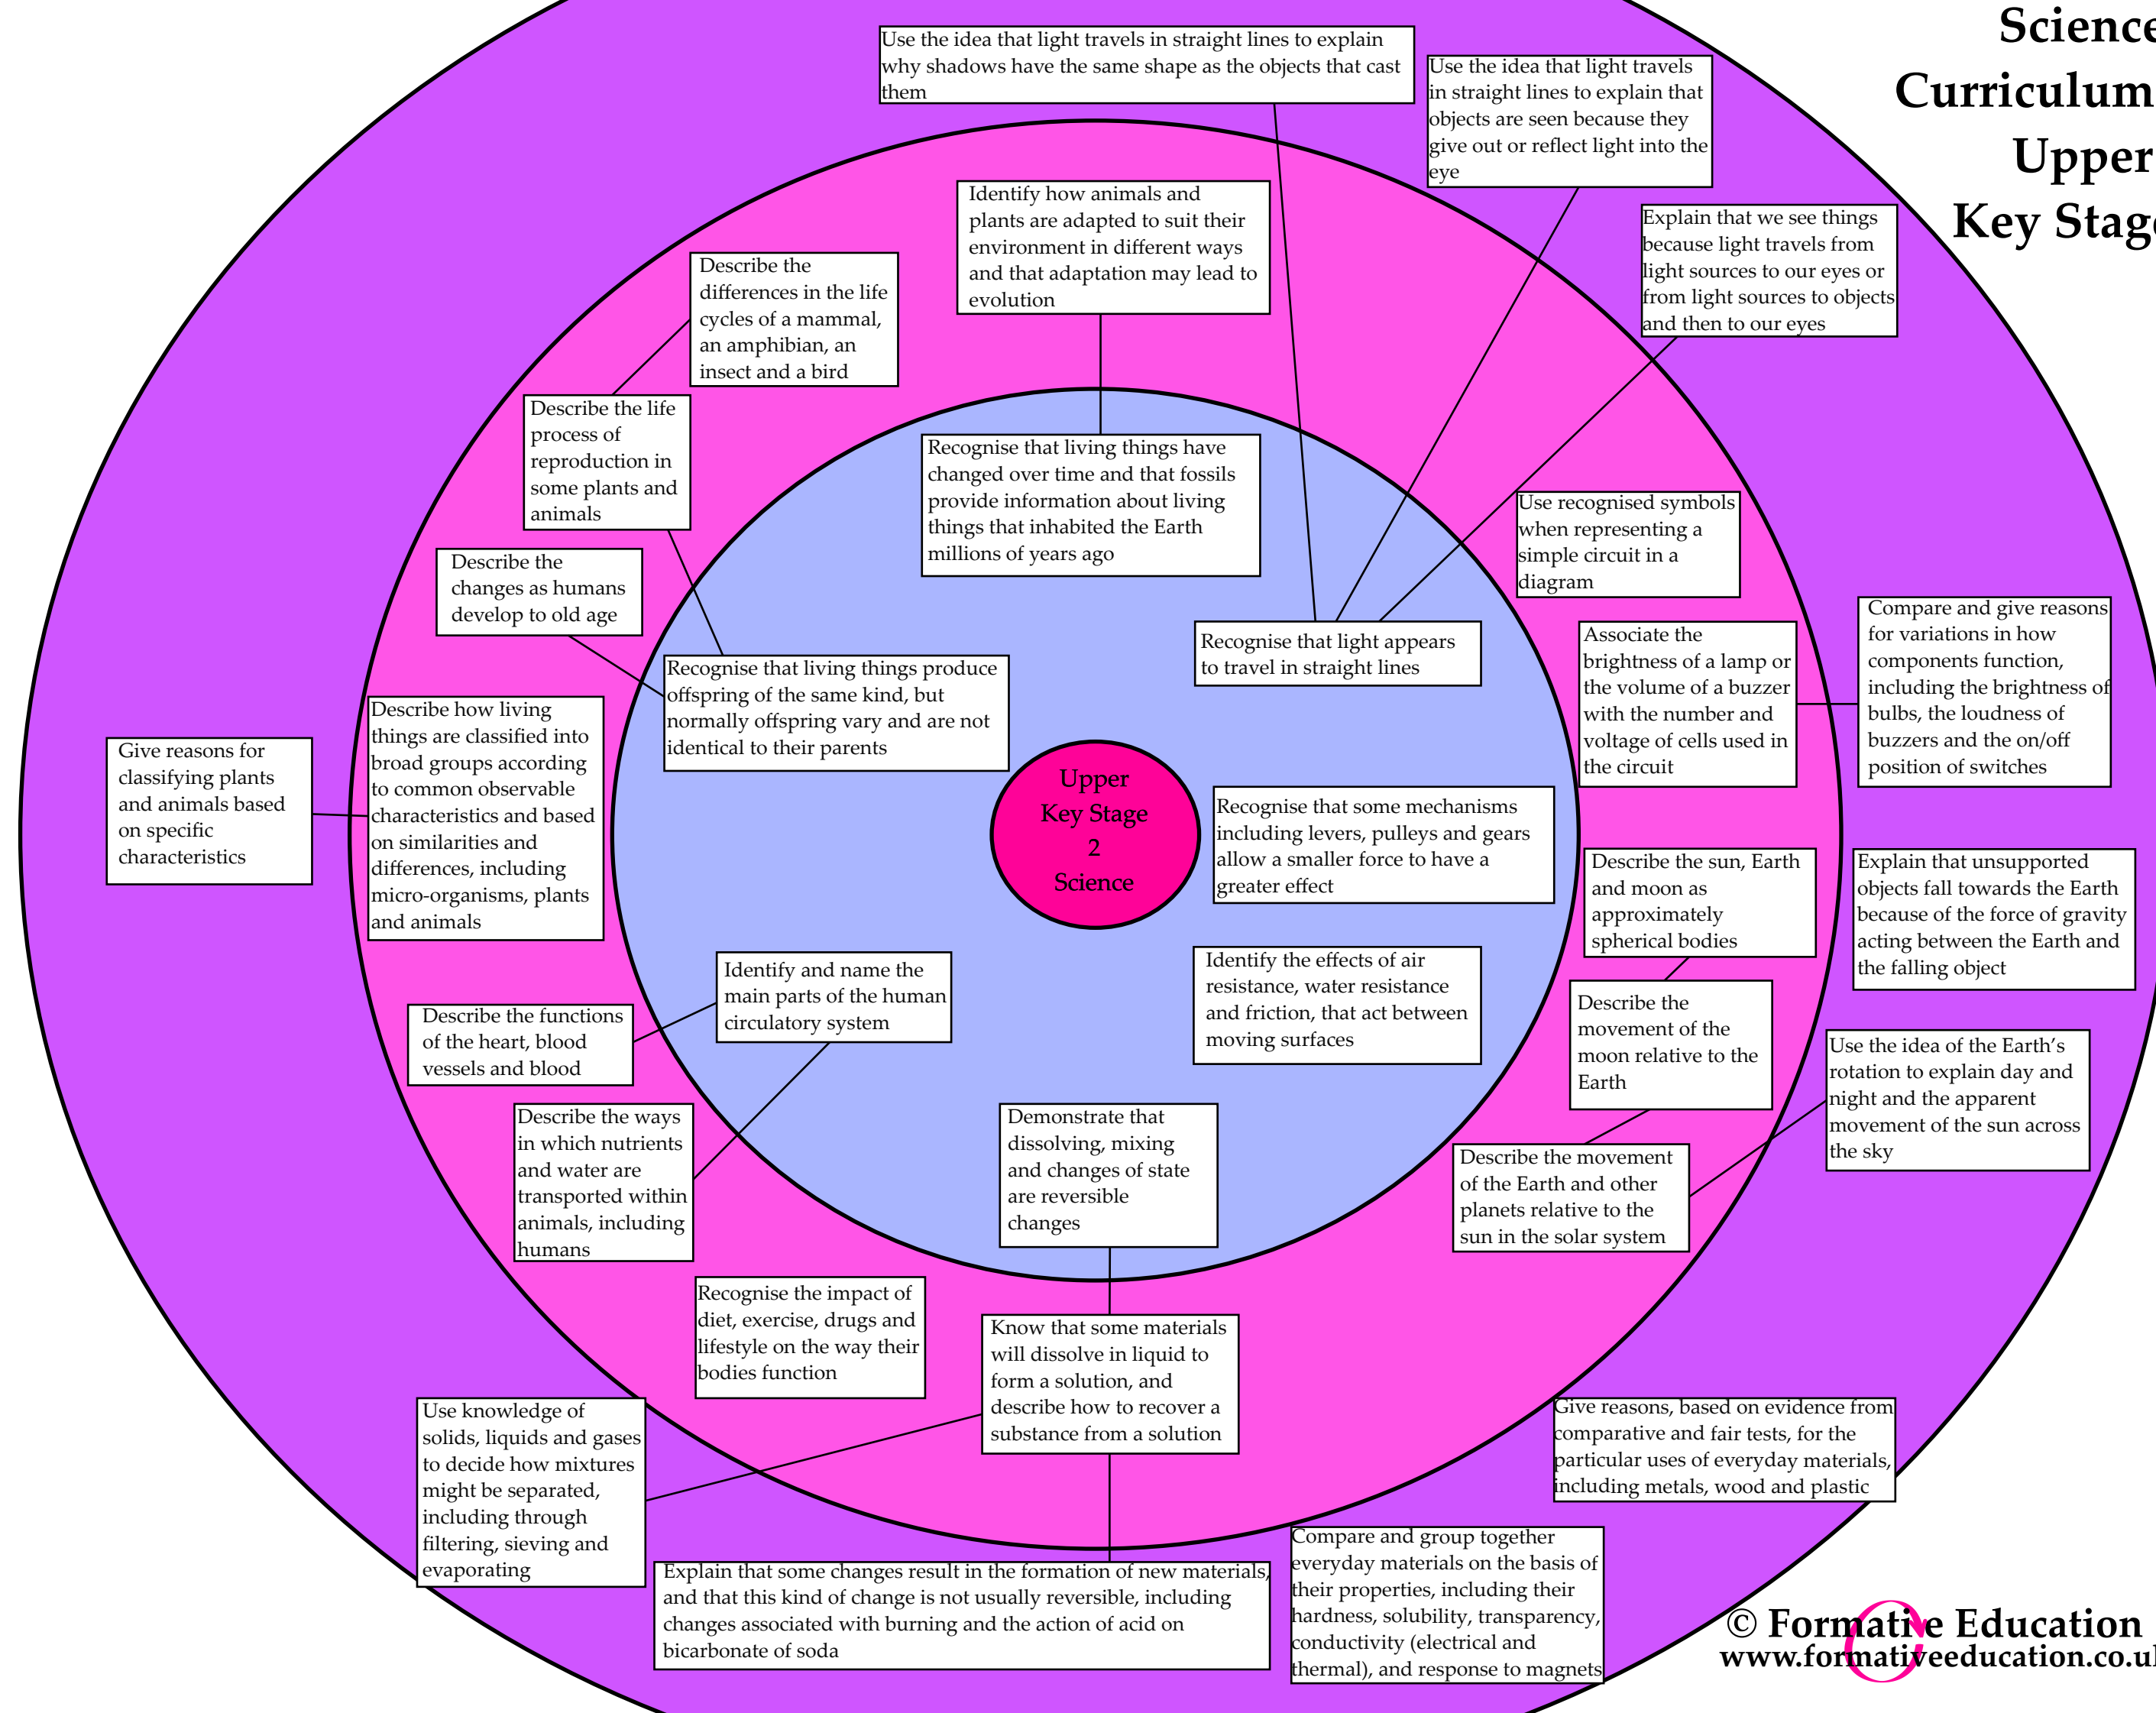 Science
Curriculum
Upper
Key Stage
Use the idea that light travels in straight lines to explain
why shadows have the same shape as the objects that cast
them
Use the idea that light travels
in straight lines to explain that
objects are seen because they
give out or reflect light into the
eye
Explain that we see things
because light travels from
light sources to our eyes or
from light sources to objects
and then to our eyes
Identify how animals and
plants are adapted to suit their
environment in different ways
and that adaptation may lead to
evolution
Describe the
differences in the life
cycles of a mammal,
an amphibian, an
insect and a bird
Describe the life
process of
reproduction in
some plants and
animals
Recognise that living things have
changed over time and that fossils
provide information about living
things that inhabited the Earth
millions of years ago
Use recognised symbols
when representing a
simple circuit in a
diagram
Describe the
changes as humans
develop to old age
Recognise that light appears
to travel in straight lines
Compare and give reasons
for variations in how
components function,
including the brightness of
bulbs, the loudness of
buzzers and the on/off
position of switches
Associate the
brightness of a lamp or
the volume of a buzzer
with the number and
voltage of cells used in
the circuit
Recognise that living things produce
offspring of the same kind, but
normally offspring vary and are not
identical to their parents
Describe how living
things are classified into
broad groups according
to common observable
characteristics and based
on similarities and
differences, including
micro-organisms, plants
and animals
Give reasons for
classifying plants
and animals based
on specific
characteristics
Upper
Key Stage
2
Science
Recognise that some mechanisms
including levers, pulleys and gears
allow a smaller force to have a
greater effect
Describe the sun, Earth
and moon as
approximately
spherical bodies
Explain that unsupported
objects fall towards the Earth
because of the force of gravity
acting between the Earth and
the falling object
Identify and name the
main parts of the human
circulatory system
Identify the effects of air
resistance, water resistance
and friction, that act between
moving surfaces
Describe the
movement of the
moon relative to the
Earth
Describe the functions
of the heart, blood
vessels and blood
Use the idea of the Earth's
rotation to explain day and
night and the apparent
movement of the sun across
the sky
Describe the ways
in which nutrients
and water are
transported within
animals, including
humans
Demonstrate that
dissolving, mixing
and changes of state
are reversible
changes
Describe the movement
of the Earth and other
planets relative to the
sun in the solar system
Recognise the impact of
diet, exercise, drugs and
lifestyle on the way their
bodies function
Know that some materials
will dissolve in liquid to
form a solution, and
describe how to recover a
substance from a solution
Use knowledge of
solids, liquids and gases
to decide how mixtures
might be separated,
including through
filtering, sieving and
evaporating
Give reasons, based on evidence from
comparative and fair tests, for the
particular uses of everyday materials,
including metals, wood and plastic
Explain that some changes result in the formation of new materials,
and that this kind of change is not usually reversible, including
changes associated with burning and the action of acid on
bicarbonate of soda
Compare and group together
everyday materials on the basis of
their properties, including their
hardness, solubility, transparency,
conductivity (electrical and
thermal), and response to magnets
© Formative Education
www.formativeeducation.co.uk